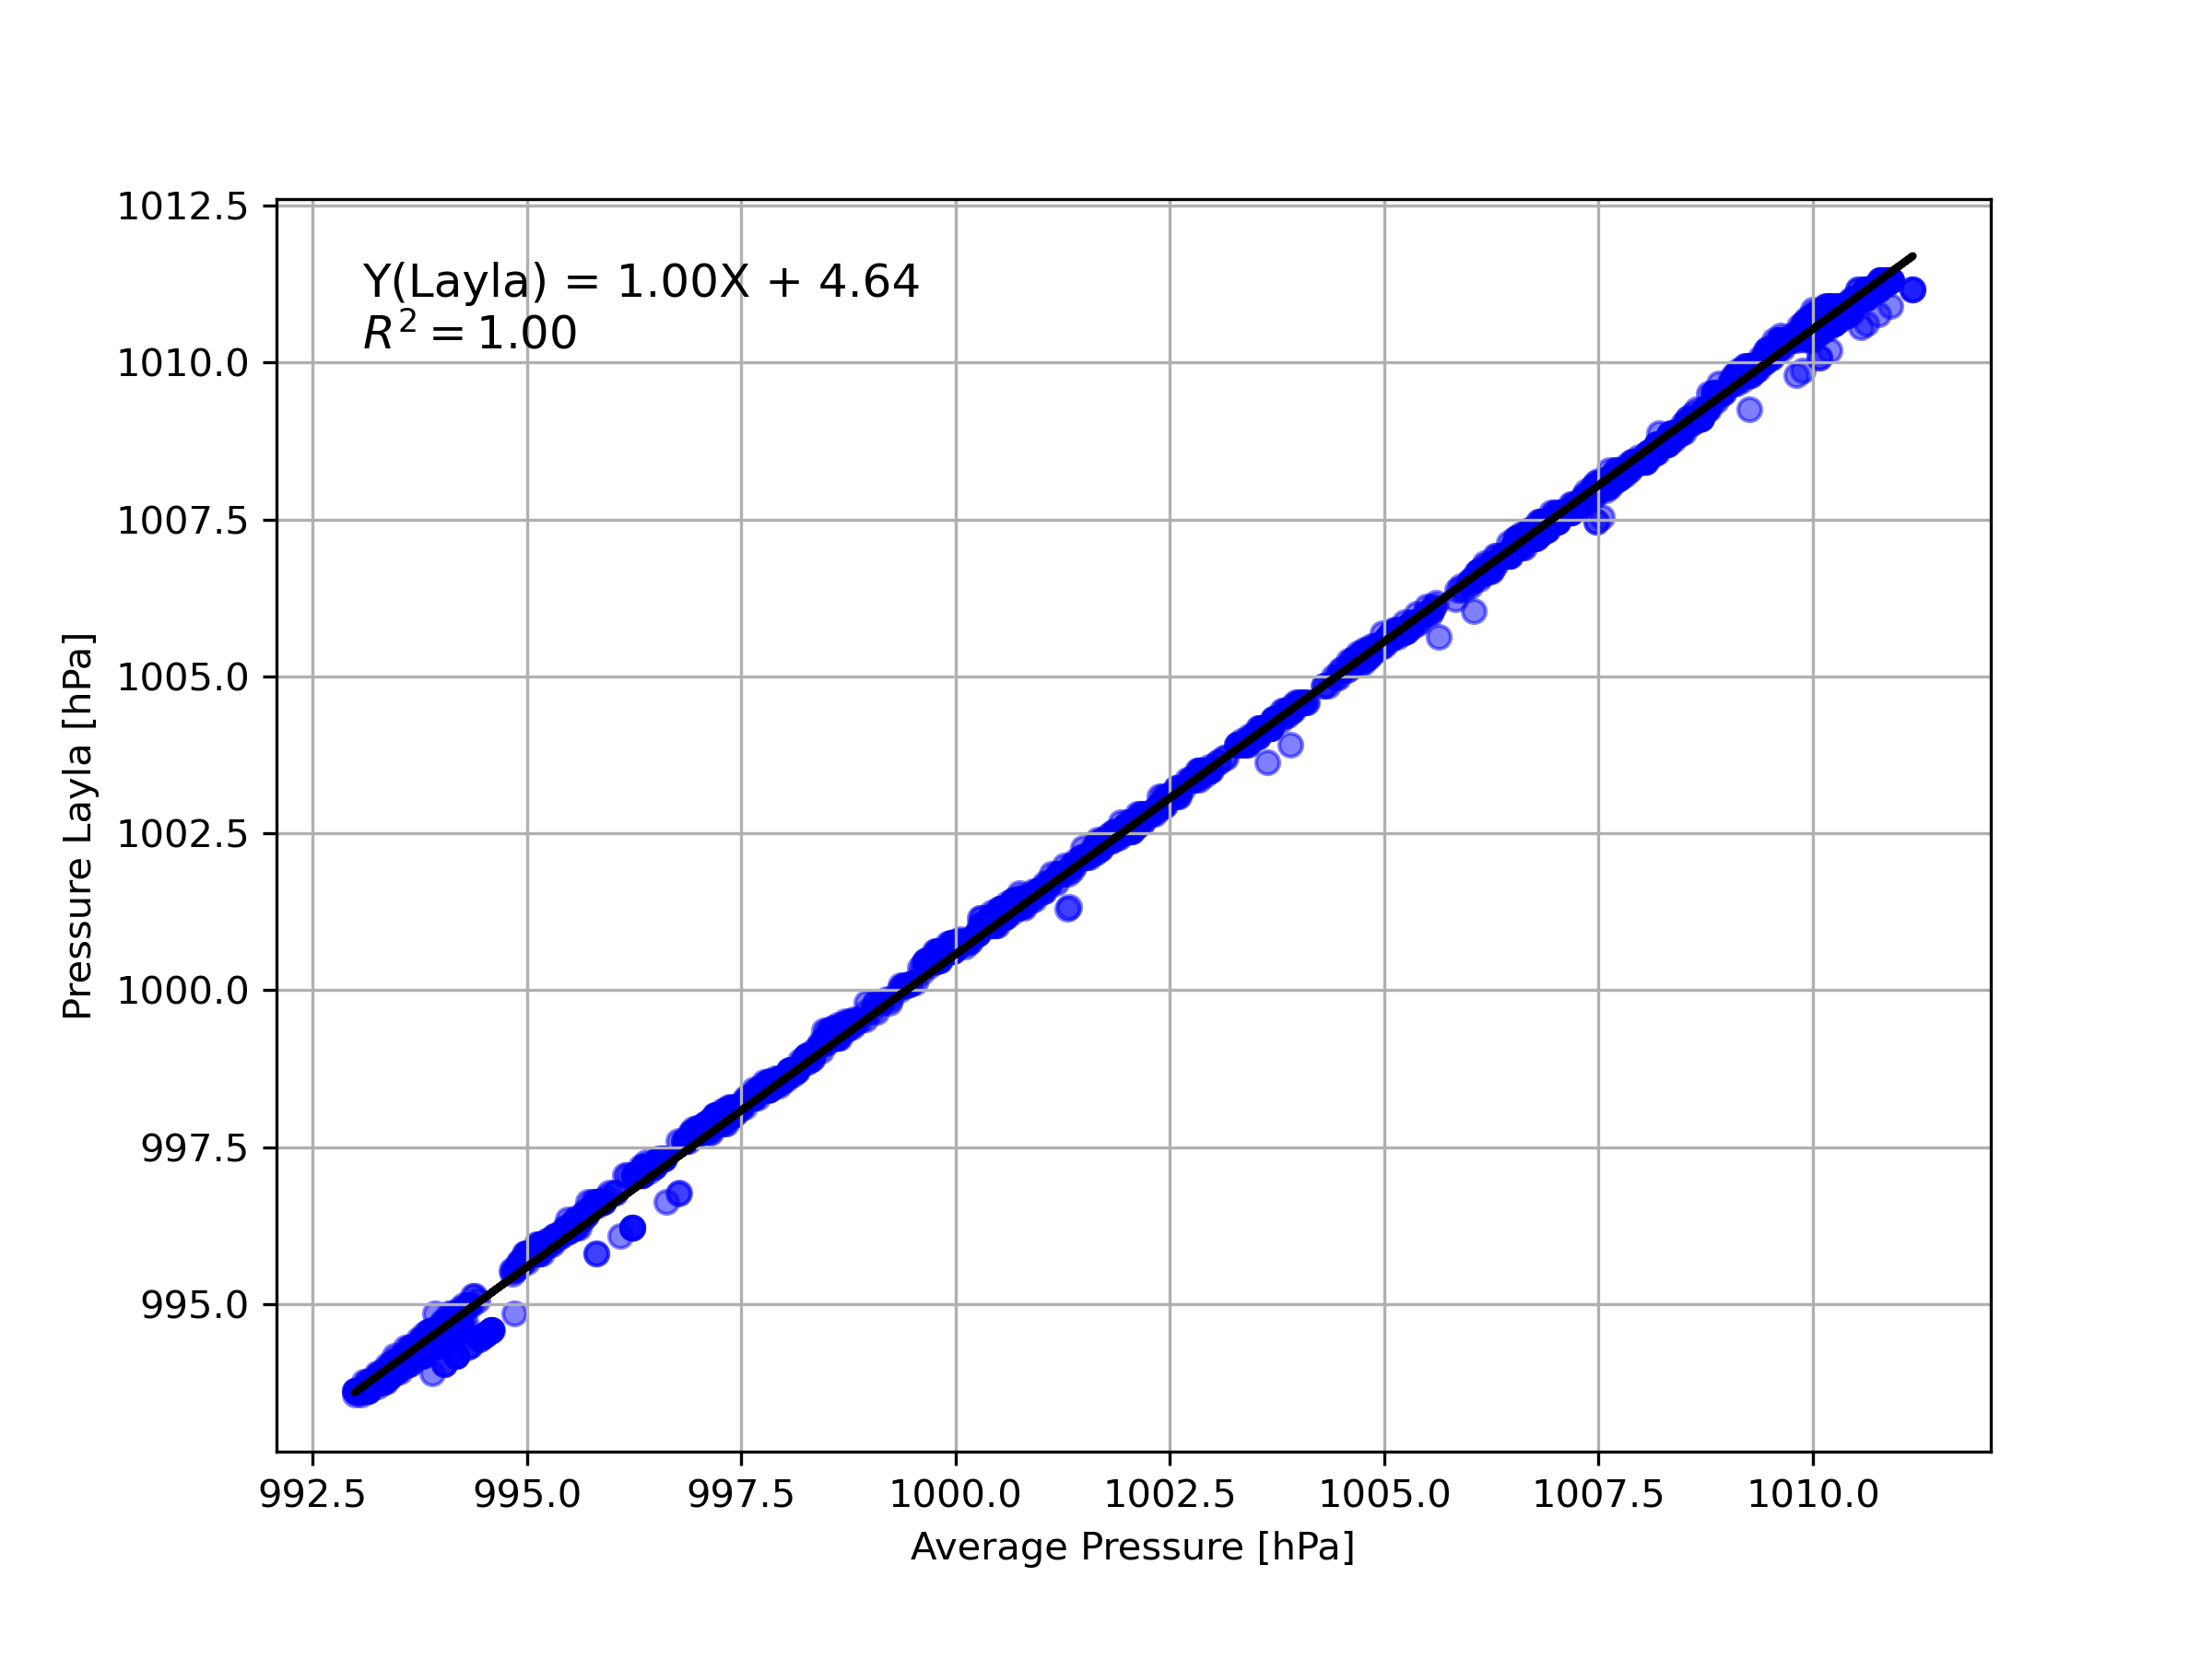 Y(Layla) = 1.00X + 4.64
R² = 1.00
1012.5
1010.0
1007.5
1005.0
1002.5
1000.0
997.5
995.0
Pressure Layla [hPa]
992.5 995.0 997.5 1000.0 1002.5 1005.0 1007.5 1010.0
Average Pressure [hPa]